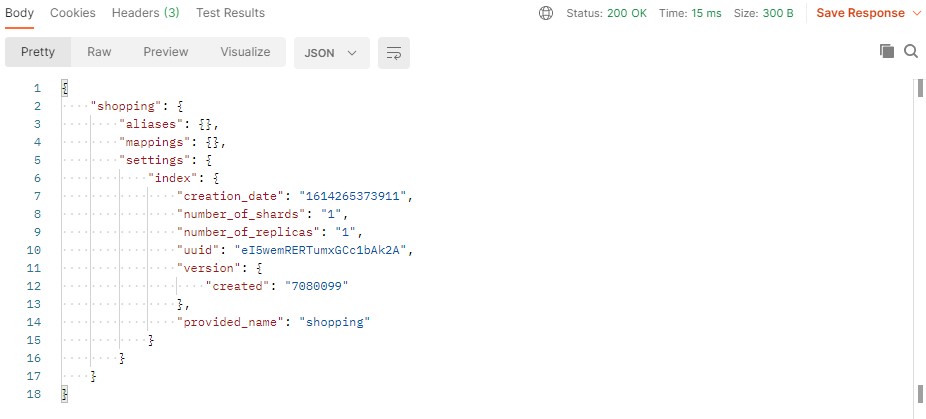 Body Cookies Headers (3) Test Results Status: 200 OK Time: 15 ms Size: 300 B Save Response
Pretty Raw Preview Visualize JSON
1 {
2 "shopping": {
3 "aliases": {},
4 "mappings": {},
5 "settings": {
6 "index": {
7 "creation_date": "1614265373911",
8 "number_of_shards": "1",
9 "number_of_replicas": "1",
10 "uuid": "eI5wemRERTumxGCc1bAk2A",
11 "version": {
12 "created": "7080099"
13 },
14 "provided_name": "shopping"
15 }
16 }
17 }
18 }